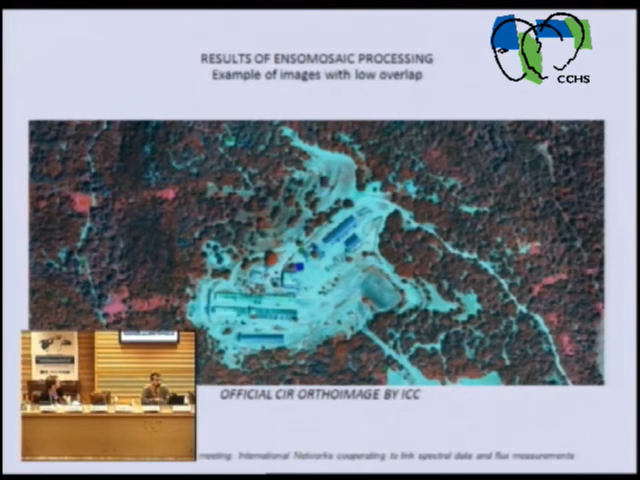 RESULTS OF ENSOMOSAIC PROCESSING
Example of images with low overlap
CCHS
OFFICIAL CIR ORTHOIMAGE BY ICC
meeting. International Networks cooperating to link spectral data and flux measurements